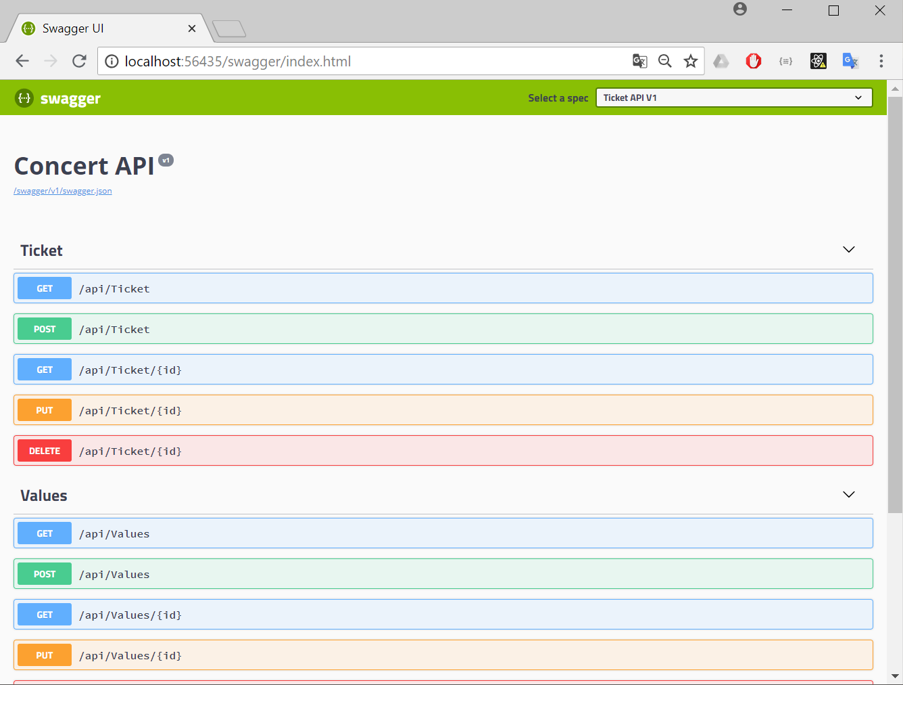 Swagger UI
localhost:56435/swagger/index.html
swagger
Select a spec
Ticket API V1
Concert API v1
/swagger/v1/swagger.json
Ticket
GET /api/Ticket
POST /api/Ticket
GET /api/Ticket/{id}
PUT /api/Ticket/{id}
DELETE /api/Ticket/{id}
Values
GET /api/Values
POST /api/Values
GET /api/Values/{id}
PUT /api/Values/{id}